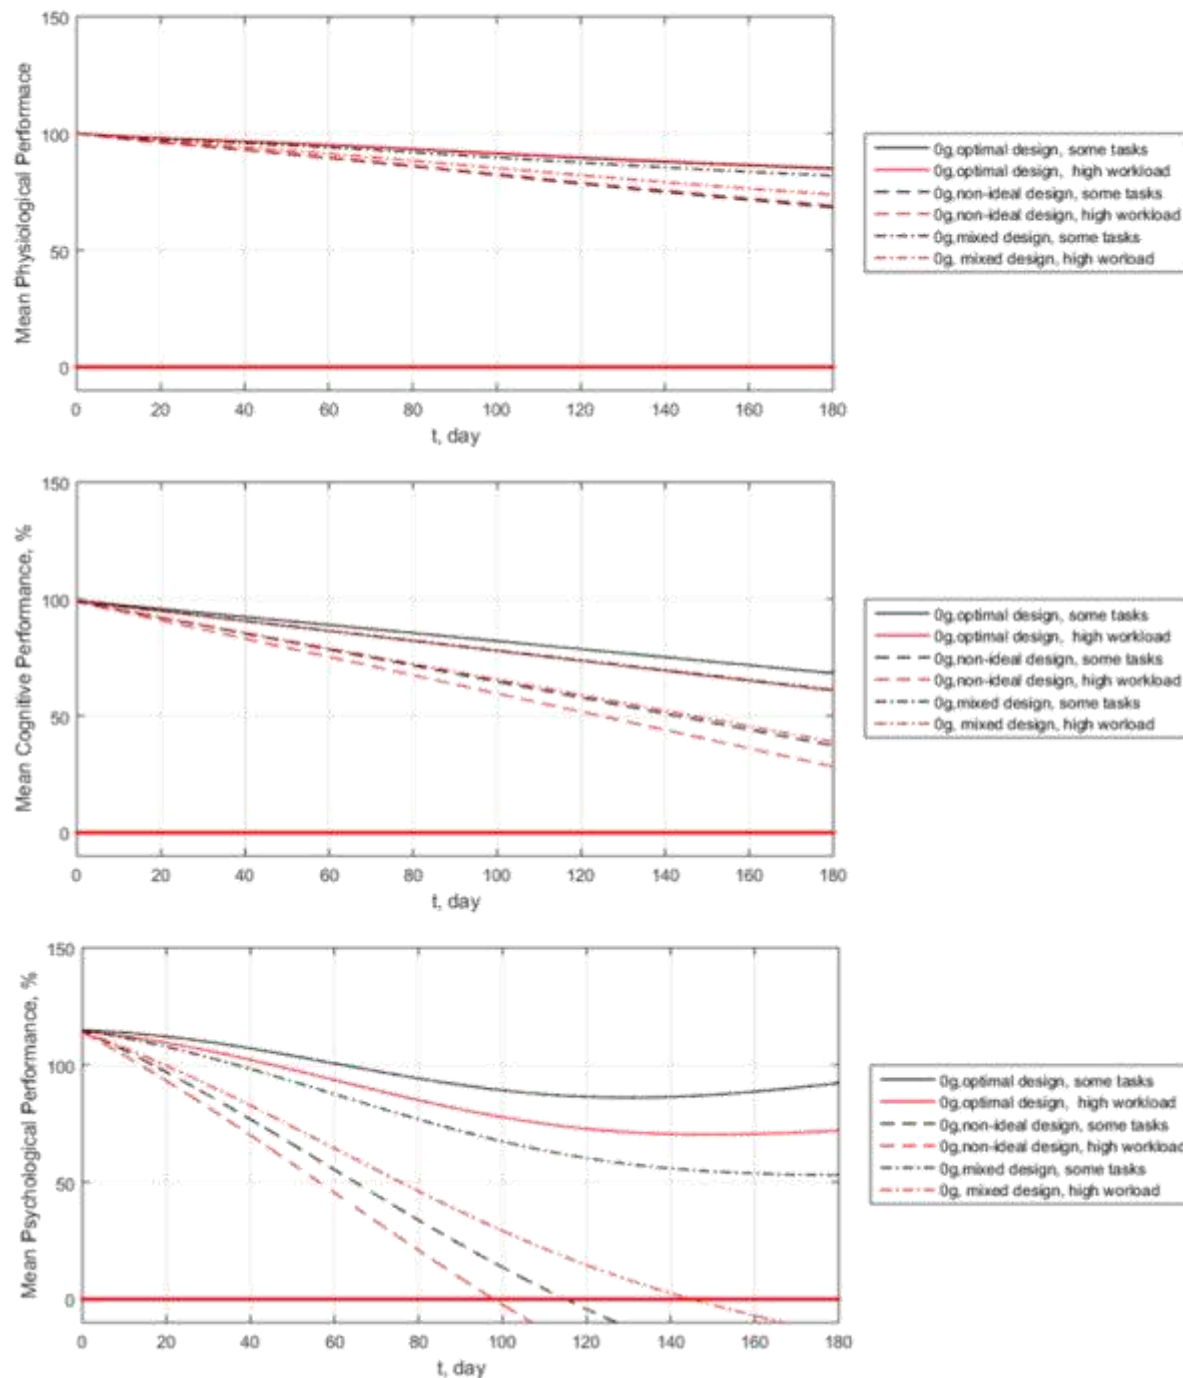 150
100
50
0
Mean Physiological Performace
0 20 40 60 80 100 120 140 160 180
t, day
0g,optimal design, some tasks
0g,optimal design,  high workload
0g,non-ideal design, some tasks
0g,non-ideal design, high workload
0g,mixed design, some tasks
0g, mixed design, high worload
150
100
50
0
Mean Cognitive Performance, %
0 20 40 60 80 100 120 140 160 180
t, day
0g,optimal design, some tasks
0g,optimal design,  high workload
0g,non-ideal design, some tasks
0g,non-ideal design, high workload
0g,mixed design, some tasks
0g, mixed design, high worload
150
100
50
0
Mean Psychological Performance, %
0 20 40 60 80 100 120 140 160 180
t, day
0g,optimal design, some tasks
0g,optimal design,  high workload
0g,non-ideal design, some tasks
0g,non-ideal design, high workload
0g,mixed design, some tasks
0g, mixed design, high worload